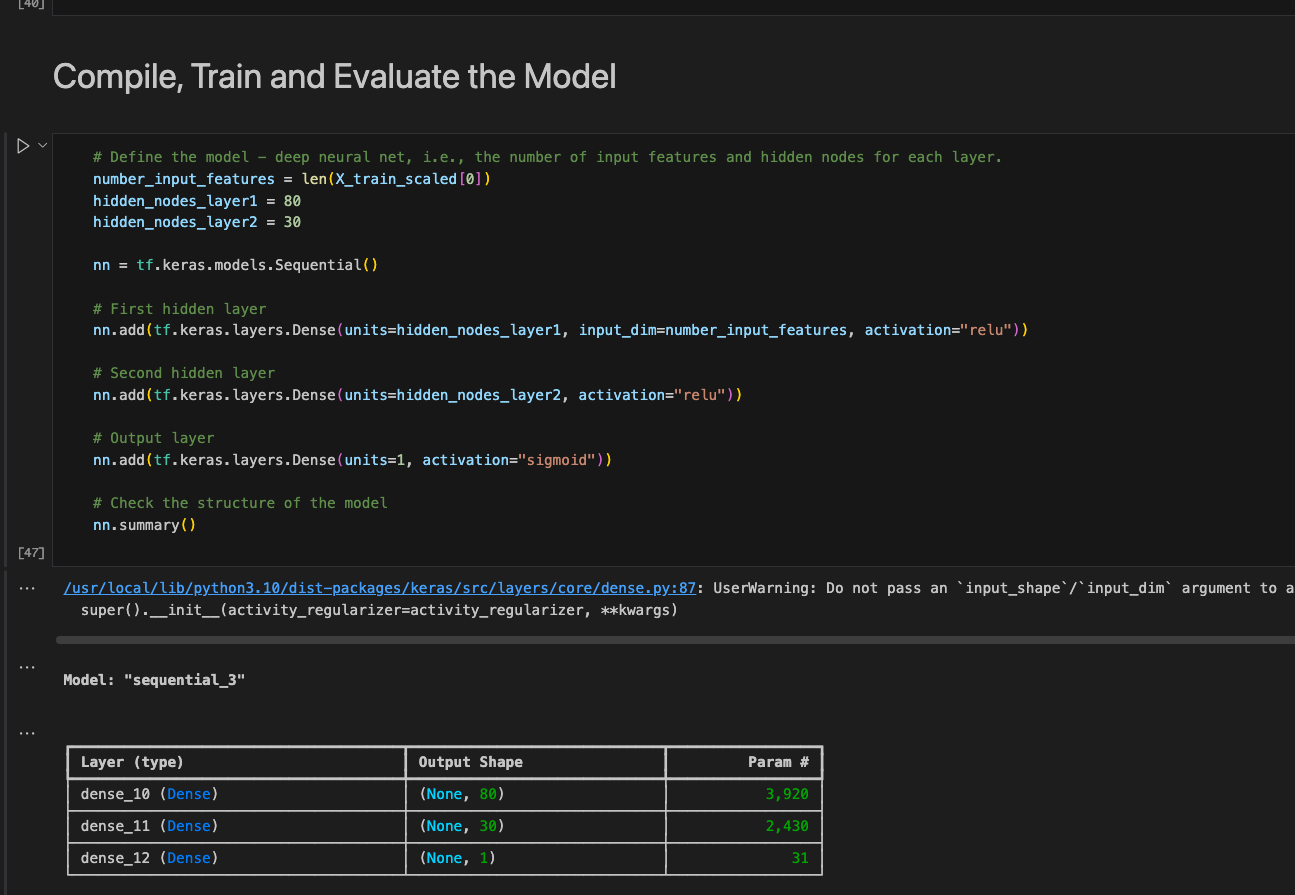 [40]
Compile, Train and Evaluate the Model
# Define the model – deep neural net, i.e., the number of input features and hidden nodes for each layer.
number_input_features = len(X_train_scaled[0])
hidden_nodes_layer1 = 80
hidden_nodes_layer2 = 30
nn = tf.keras.models.Sequential()
# First hidden layer
nn.add(tf.keras.layers.Dense(units=hidden_nodes_layer1, input_dim=number_input_features, activation="relu"))
# Second hidden layer
nn.add(tf.keras.layers.Dense(units=hidden_nodes_layer2, activation="relu"))
# Output layer
nn.add(tf.keras.layers.Dense(units=1, activation="sigmoid"))
# Check the structure of the model
nn.summary()
[47]
... /usr/local/lib/python3.10/dist-packages/keras/src/layers/core/dense.py:87: UserWarning: Do not pass an `input_shape`/`input_dim` argument to a
super().__init__(activity_regularizer=activity_regularizer, **kwargs)
...
Model: "sequential_3"
...
Layer (type) Output Shape Param #
dense_10 (Dense) (None, 80) 3,920
dense_11 (Dense) (None, 30) 2,430
dense_12 (Dense) (None, 1) 31